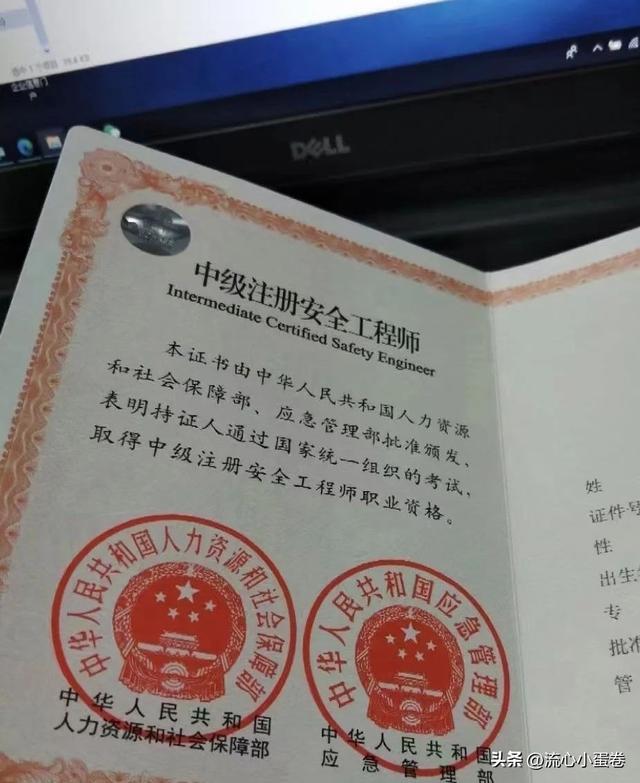 DELL
中级注册安全工程师
Intermediate Certified Safety Engineer
本证书由中华人民共和国人力资源
和社会保障部、应急管理部批准颁发，
表明持证人通过国家统一组织的考试，
取得中级注册安全工程师职业资格。
中华人民共和国人力资源和社会保障部
中华人民共和国应急管理部
中华人民共和国
人力资源和社会保障部
中华人民共和国
应急管理部
姓
证件号
性
出生
专
批准
管
头条 @流心小蛋卷